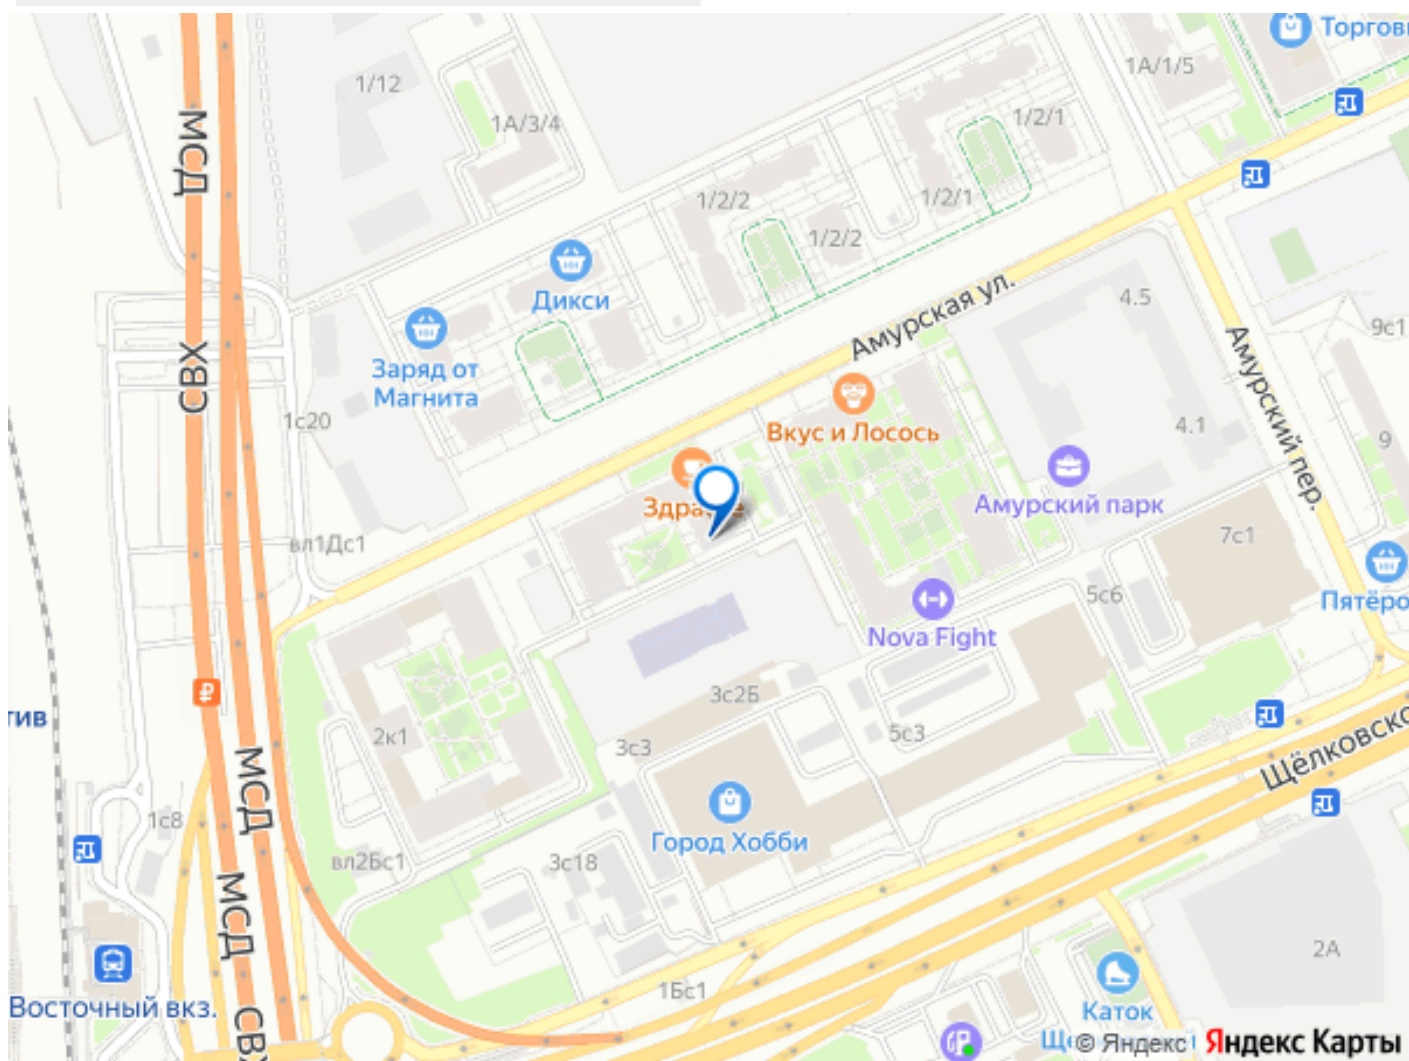 Торгов
1А/1/5
1/12
МСД
1А/3/4
1/2/1
1/2/2
1/2/1
1/2/2
Дикси
4.5
Амурская ул.
9с1
Заряд от
Магнита
СВХ
1с20
Амурский пер.
Вкус и Лосось
4.1
9
Амурский парк
Здра
е
7с1
вл1Дс1
5с6
Пятёро
Nova Fight
3с2Б
тив
2к1
3с3
5с3
Щёлковско
МСД
Город Хобби
1с8
вл2Бс1
3с18
МСД
2А
1Бс1
Восточный вкз.
Каток
СВХ
Щ
© Яндекс
Яндекс Карты